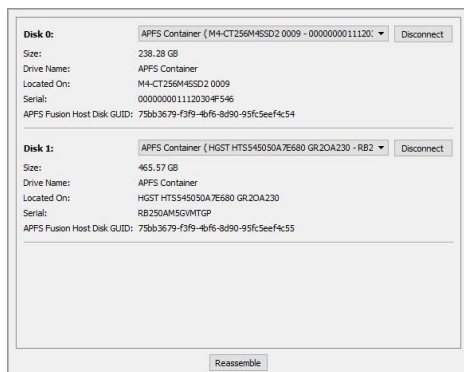 Disk 0: APFS Container ( M4-CT256M4SSD2 0009 - 00000000111203 Disconnect
Size: 238.28 GB
Drive Name: APFS Container
Located On: M4-CT256M4SSD2 0009
Serial: 0000000011120304F546
APFS Fusion Host Disk GUID: 75bb3679-f3f9-4bf6-8d90-95fc5eef4c54
Disk 1: APFS Container ( HGST HTS545050A7E680 GR2OA230 - RB2 Disconnect
Size: 465.57 GB
Drive Name: APFS Container
Located On: HGST HTS545050A7E680 GR2OA230
Serial: RB250AM5GVMTGP
APFS Fusion Host Disk GUID: 75bb3679-f3f9-4bf6-8d90-95fc5eef4c55
Reassemble